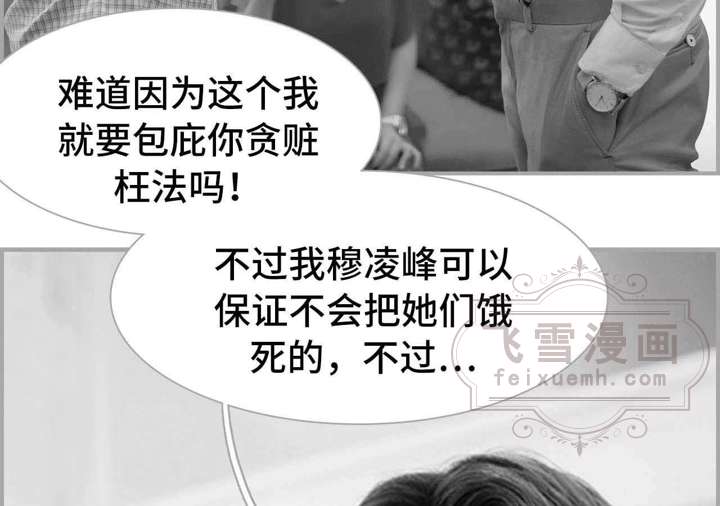 难道因为这个我
就要包庇你贪赃
枉法吗！
不过我穆凌峰可以
保证不会把她们饿
死的，不过...
飞雪漫画
feixuemh.com